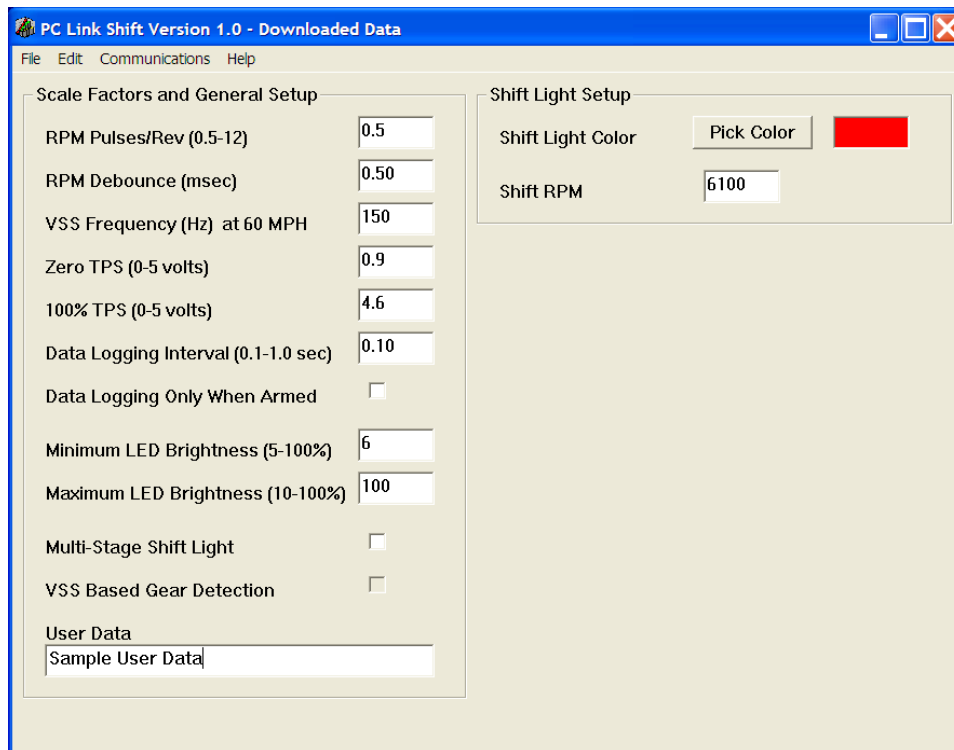 PC Link Shift Version 1.0 - Downloaded Data
File Edit Communications Help
Scale Factors and General Setup
RPM Pulses/Rev (0.5-12) 0.5
RPM Debounce (msec) 0.50
VSS Frequency (Hz) at 60 MPH 150
Zero TPS (0-5 volts) 0.9
100% TPS (0-5 volts) 4.6
Data Logging Interval (0.1-1.0 sec) 0.10
Data Logging Only When Armed
Minimum LED Brightness (5-100%) 6
Maximum LED Brightness (10-100%) 100
Multi-Stage Shift Light
VSS Based Gear Detection
User Data
Sample User Data
Shift Light Setup
Shift Light Color Pick Color
Shift RPM 6100